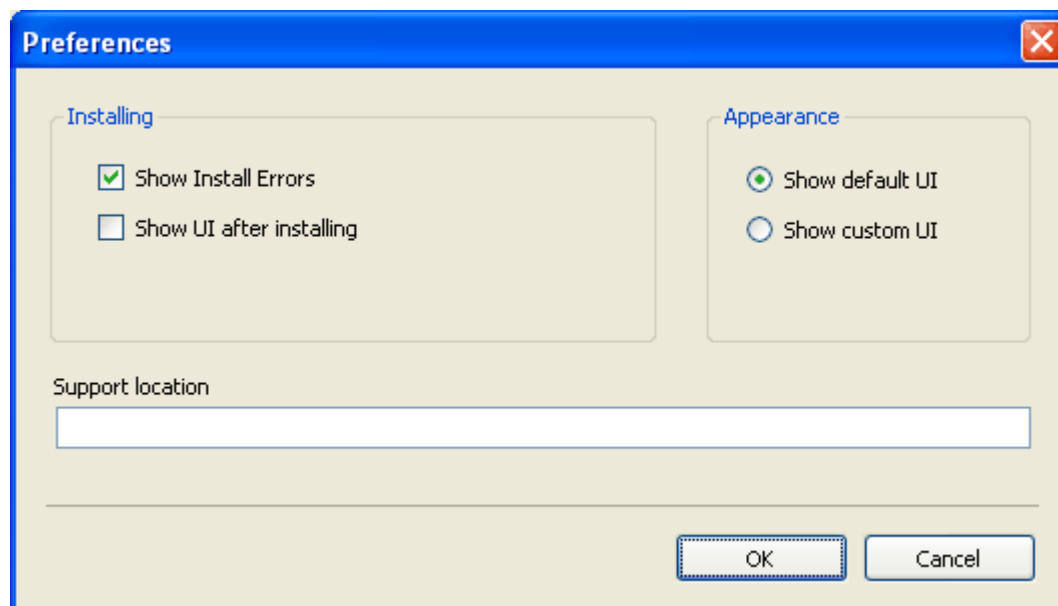 Preferences
Installing
Show Install Errors
Show UI after installing
Appearance
Show default UI
Show custom UI
Support location
OK
Cancel